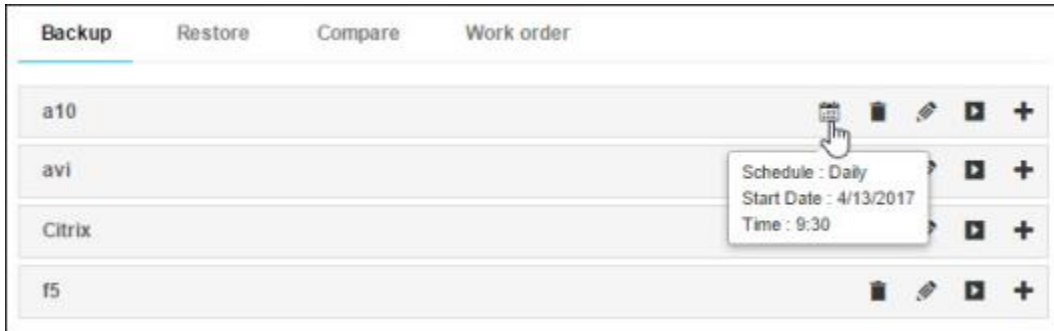 Backup Restore Compare Work order
a10
avi
Schedule : Daily
Start Date : 4/13/2017
Time : 9:30
Citrix
f5